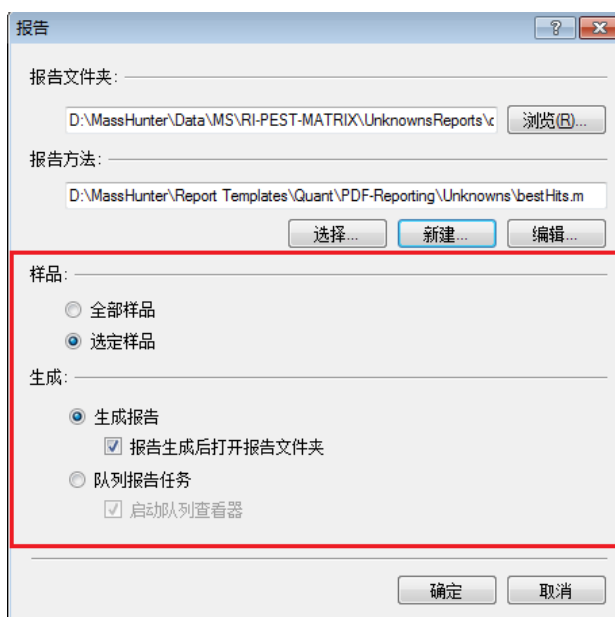 报告
报告文件夹:
D:\MassHunter\Data\MS\RI-PEST-MATRIX\UnknownsReports\c
浏览(R)...
报告方法:
D:\MassHunter\Report Templates\Quant\PDF-Reporting\Unknowns\bestHits.m
选择... 新建... 编辑...
样品:
全部样品
选定样品
生成:
生成报告
报告生成后打开报告文件夹
队列报告任务
启动队列查看器
确定 取消